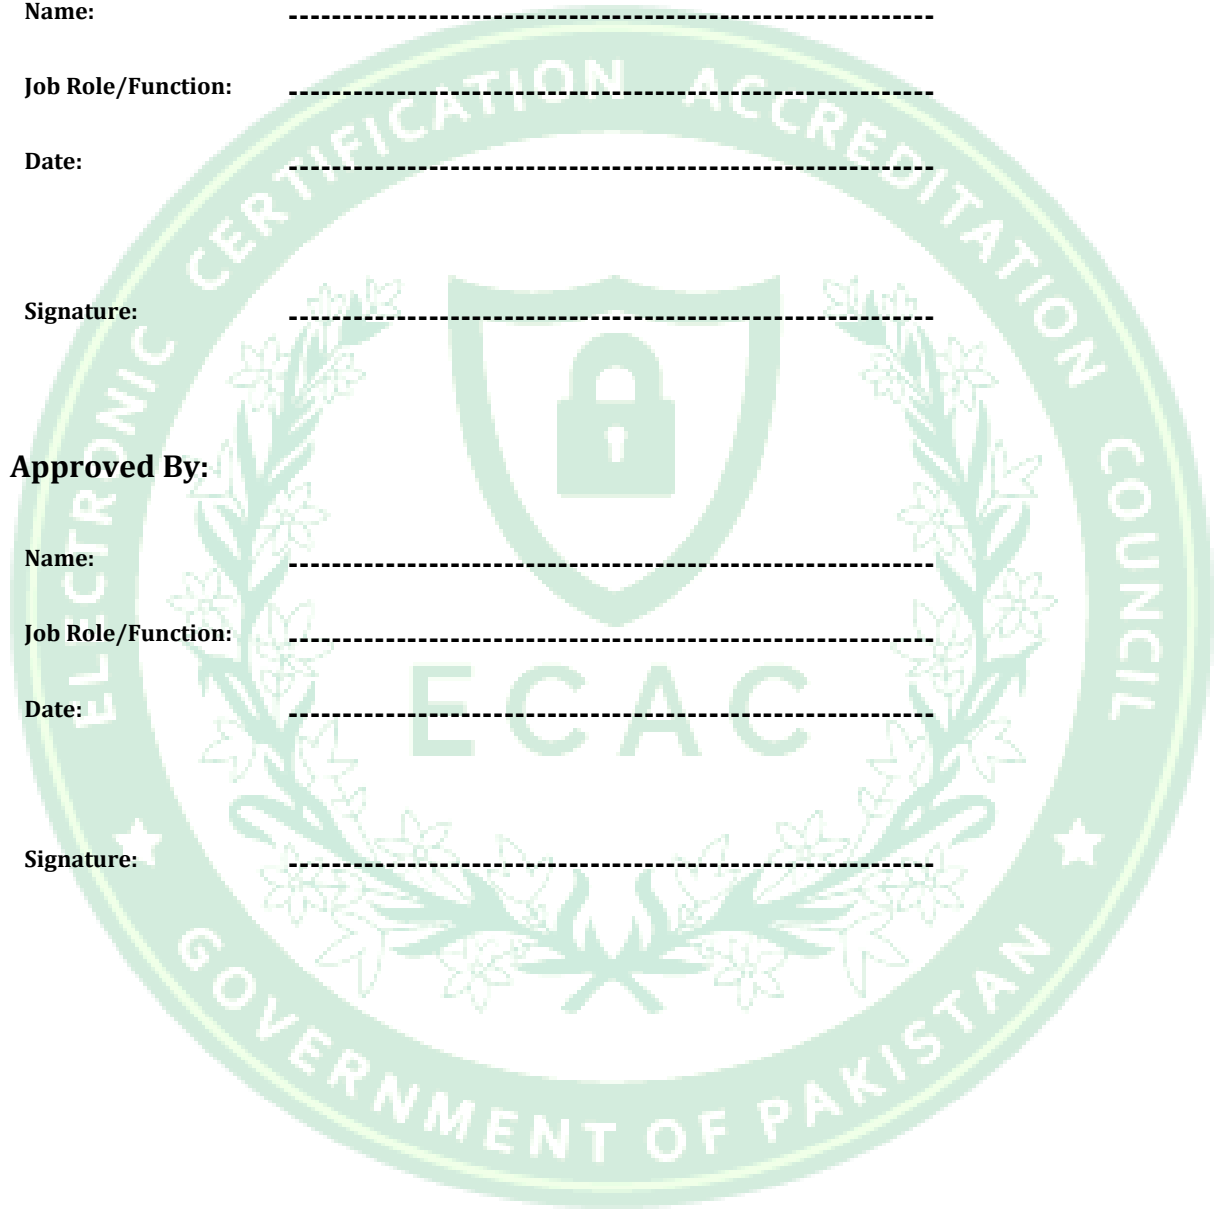 Name: ------------------------------------------------------------
Job Role/Function: ------------------------------------------------------------
Date: ------------------------------------------------------------
Signature: ------------------------------------------------------------
Approved By:
Name: ------------------------------------------------------------
Job Role/Function: ------------------------------------------------------------
Date: ------------------------------------------------------------
Signature: ------------------------------------------------------------
ELECTRONIC CERTIFICATION ACCREDITATION COUNCIL
ECAC
GOVERNMENT OF PAKISTAN